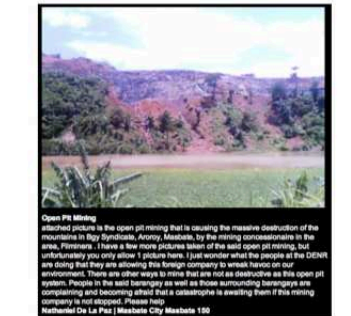 Open Pit Mining
attached picture is the open pit mining that is causing the massive destruction of the
mountains in Bgy Syndicate, Aroroy, Masbate, by the mining concessionaire in the
area, Filminera . I have a few more pictures taken of the said open pit mining, but
unfortunately you only allow 1 picture here. I just wonder what the people at the DENR
are doing that they are allowing this foreign company to wreak havoc on our
environment. There are other ways to mine that are not as destructive as this open pit
system. People in the said barangay as well as those surrounding barangays are
complaining and becoming afraid that a catastrophe is awaiting them if this mining
company is not stopped. Please help
Nathaniel De La Paz | Masbate City Masbate 150